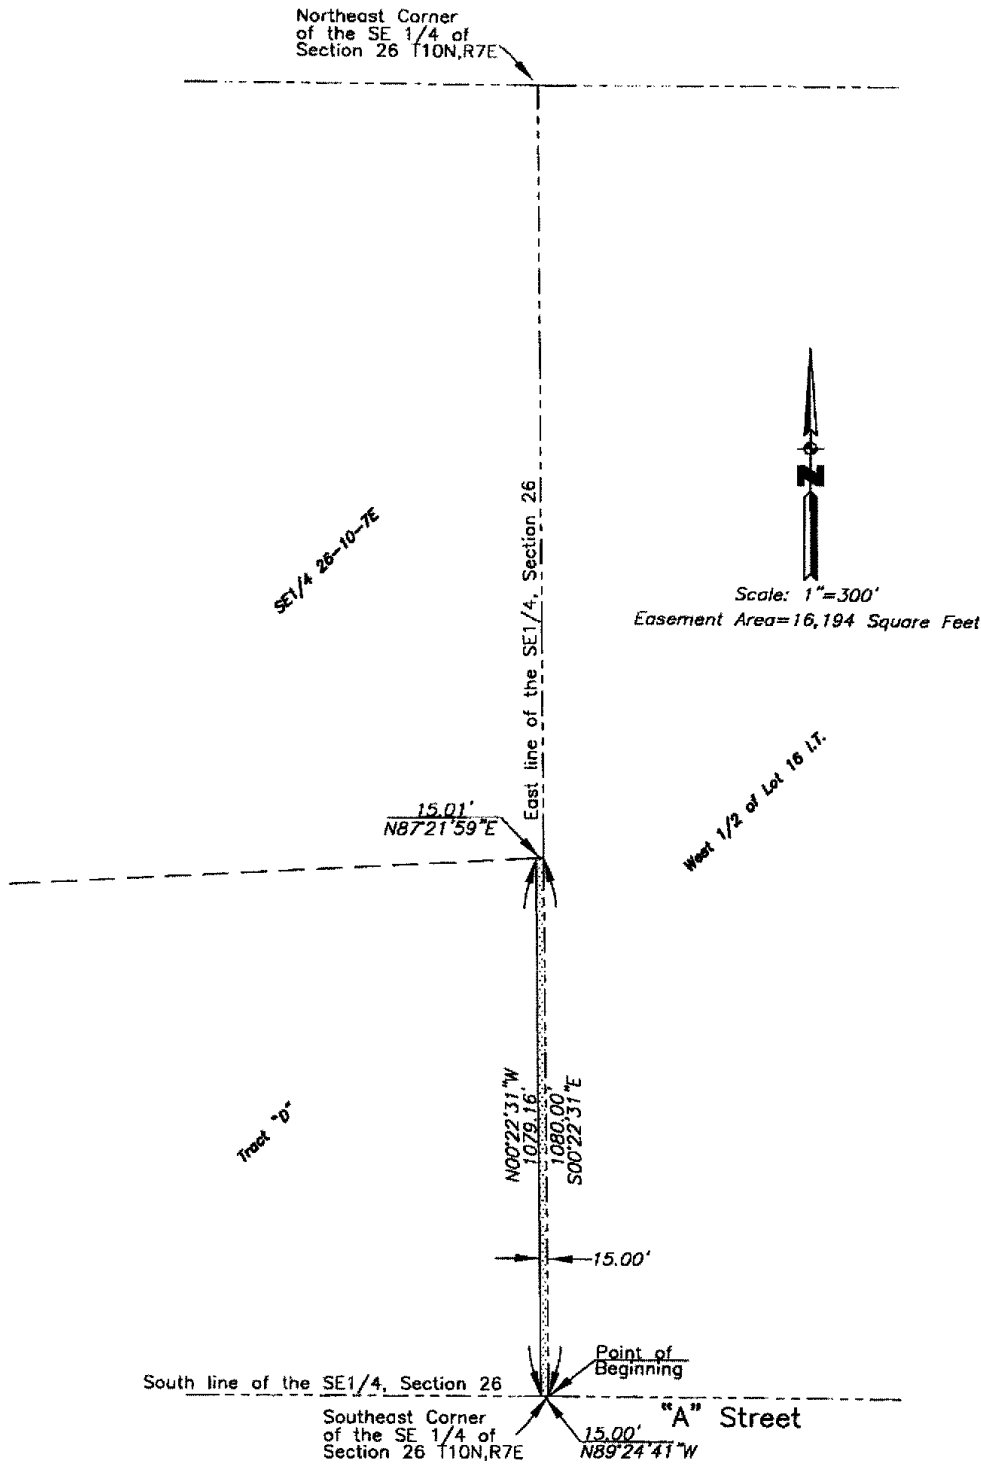 Northeast Corner
of the SE 1/4 of
Section 26 T10N,R7E
SE1/4 26-10-7E
East line of the SE1/4, Section 26
N
Scale: 1"=300'
Easement Area=16,194 Square Feet
West 1/2 of Lot 16 I.T.
15.01'
N87°21'59"E
Tract "D"
N00°22'31"W
1079.16'
1080.00'
S00°22'31"E
15.00'
Point of
Beginning
South line of the SE1/4, Section 26
"A" Street
Southeast Corner
of the SE 1/4 of
Section 26 T10N,R7E
15.00'
N89°24'41"W